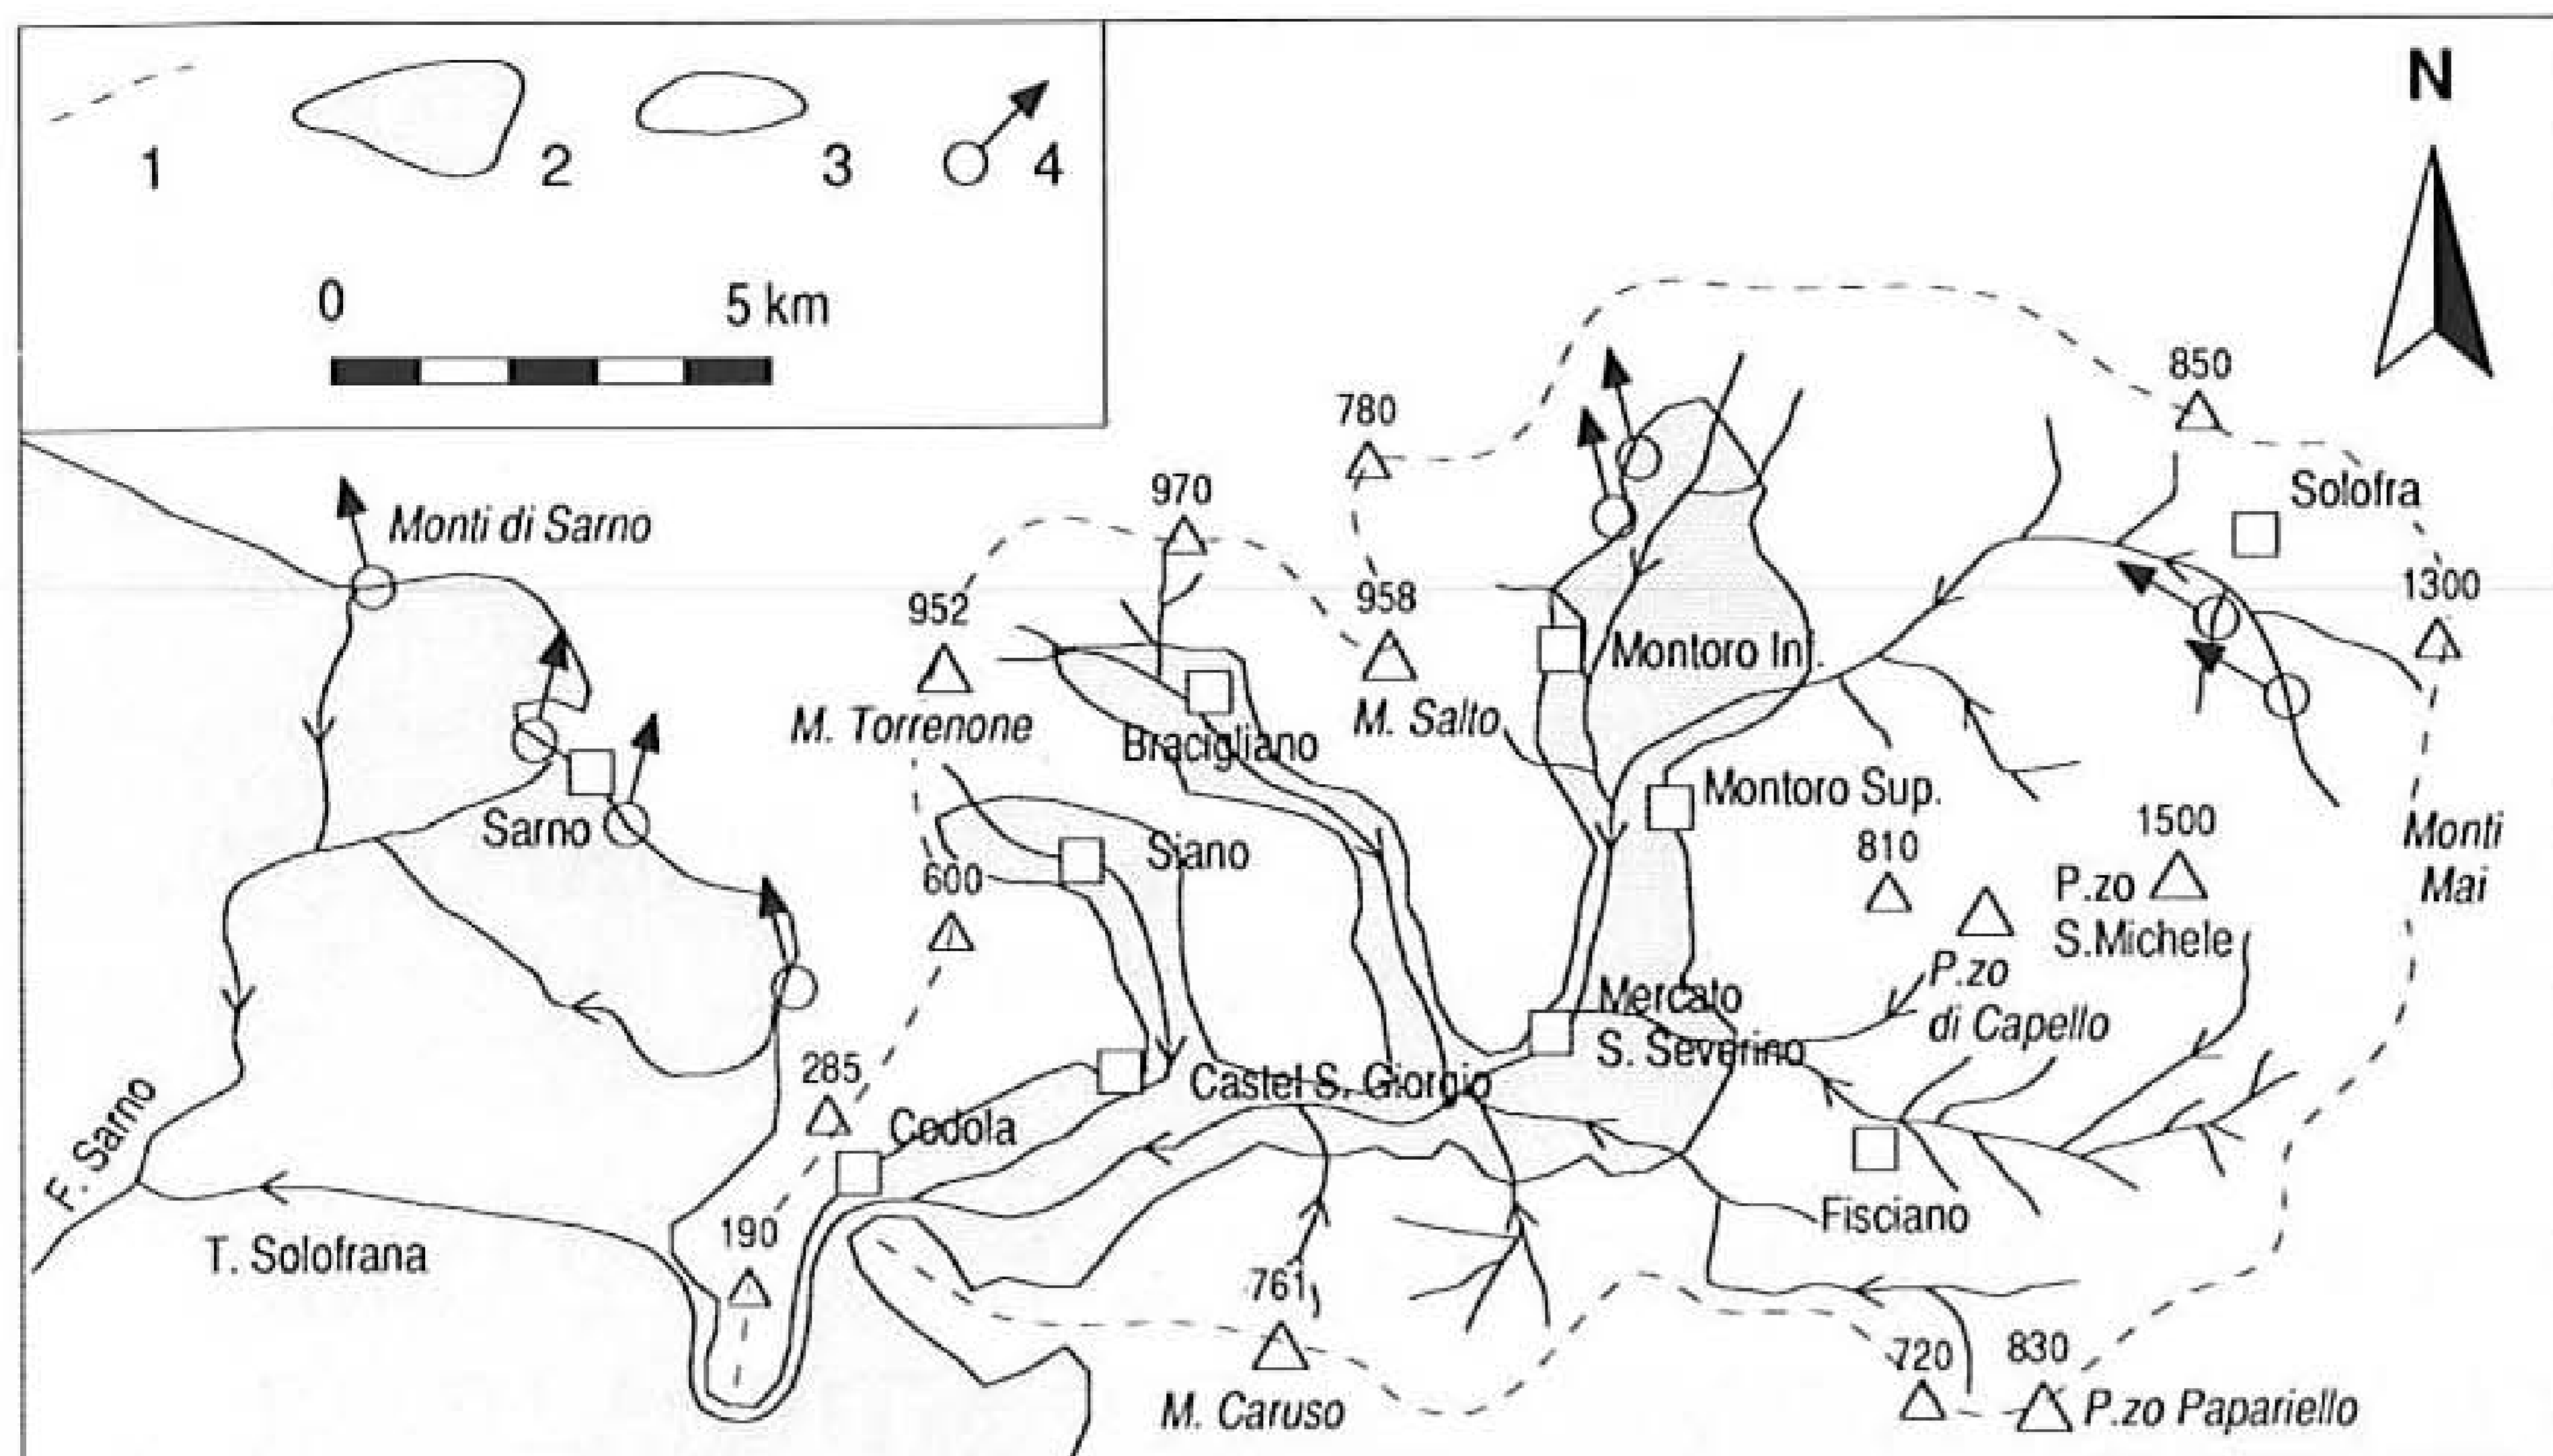 N
1
2
3
4
0
5 km
850
780
Solofra
970
Monti di Sarno
1300
952
958
Montoro Inf.
M. Torrenone
M. Salto
Bracigliano
Montoro Sup.
1500
Monti
Mai
Sarno
Siano
810
P.zo
S.Michele
600
P.zo
di Capello
Mercato
S. Severino
285
Castel S. Giorgio
Codola
F. Sarno
190
Fisciano
T. Solofrana
761
720
830
M. Caruso
P.zo Papariello